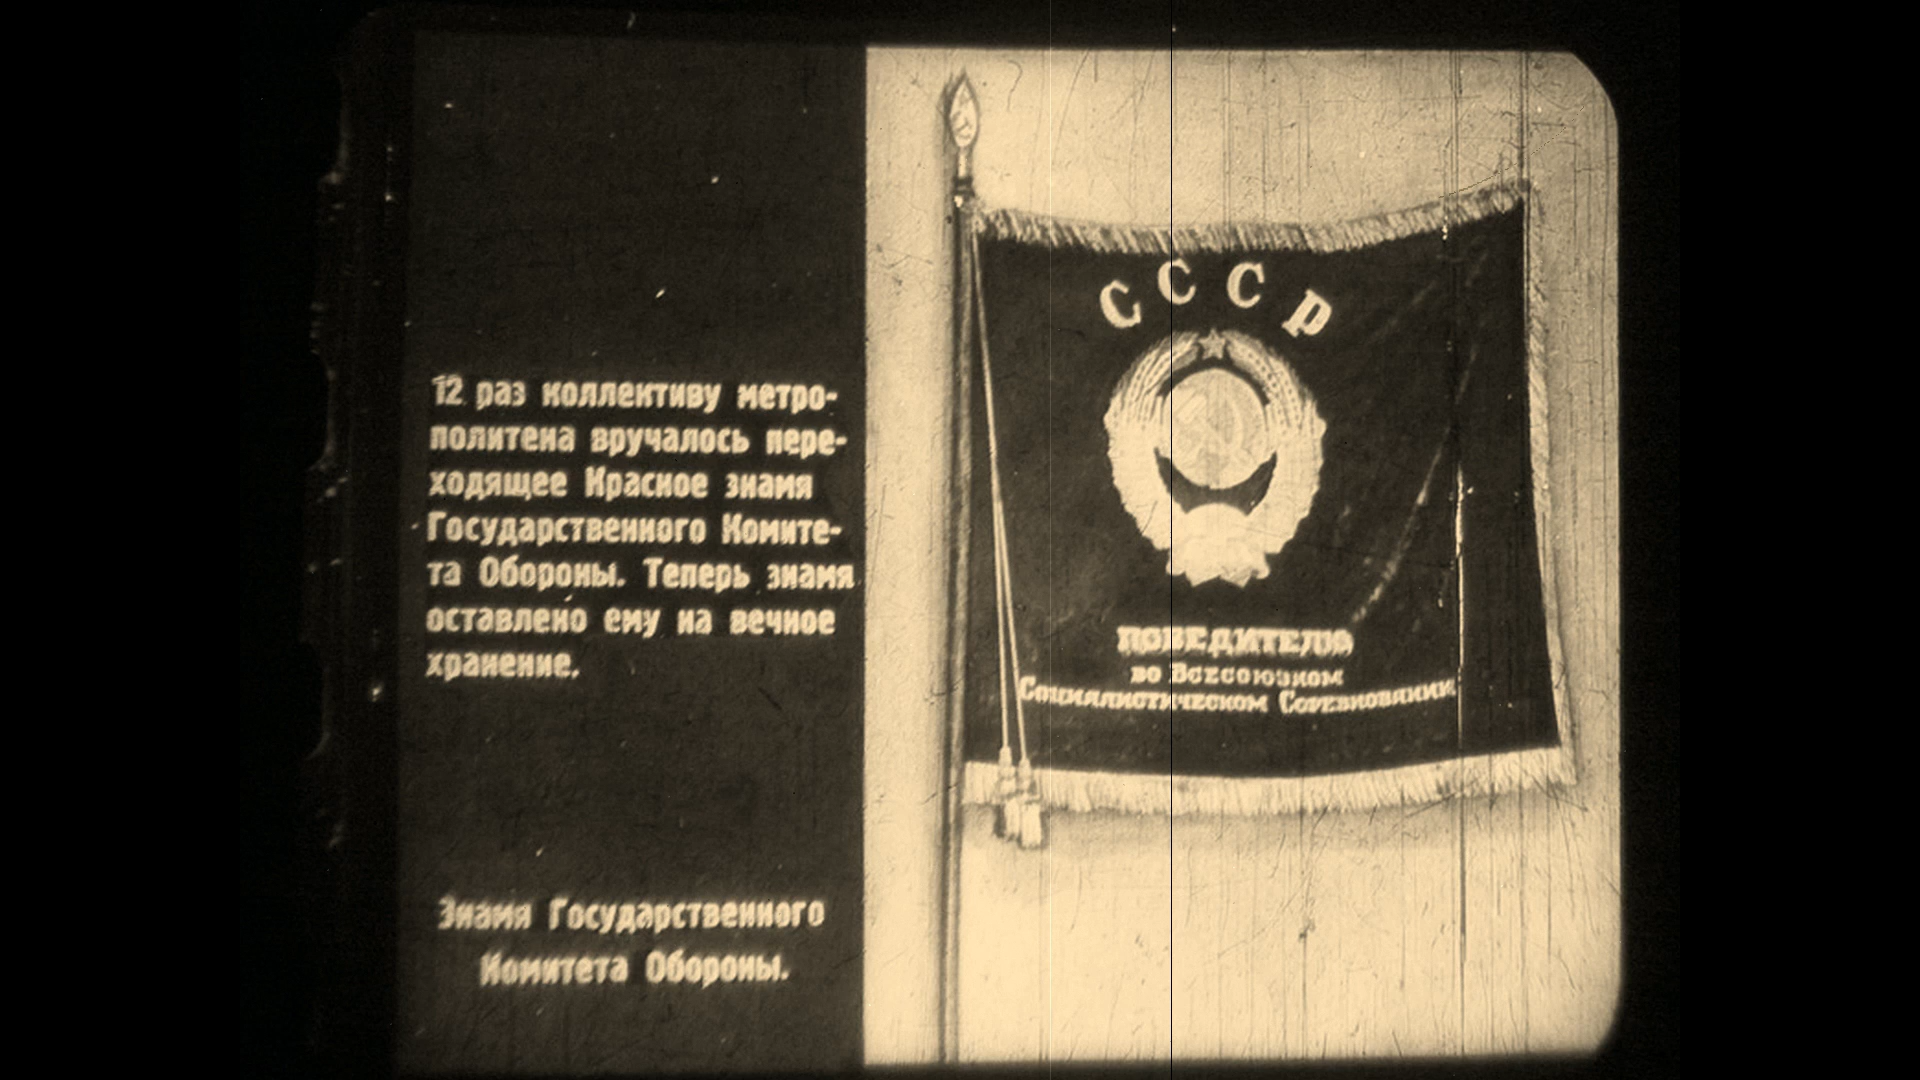 12 раз коллективу метро-
политена вручалось пере-
ходящее Красное знамя
Государственного Комите-
та Обороны. Теперь знамя
оставлено ему на вечное
хранение.
Знамя Государственного
Комитета Обороны.
СССР
ПОБЕДИТЕЛЮ
во Всесоюзном
Социалистическом Соревновании